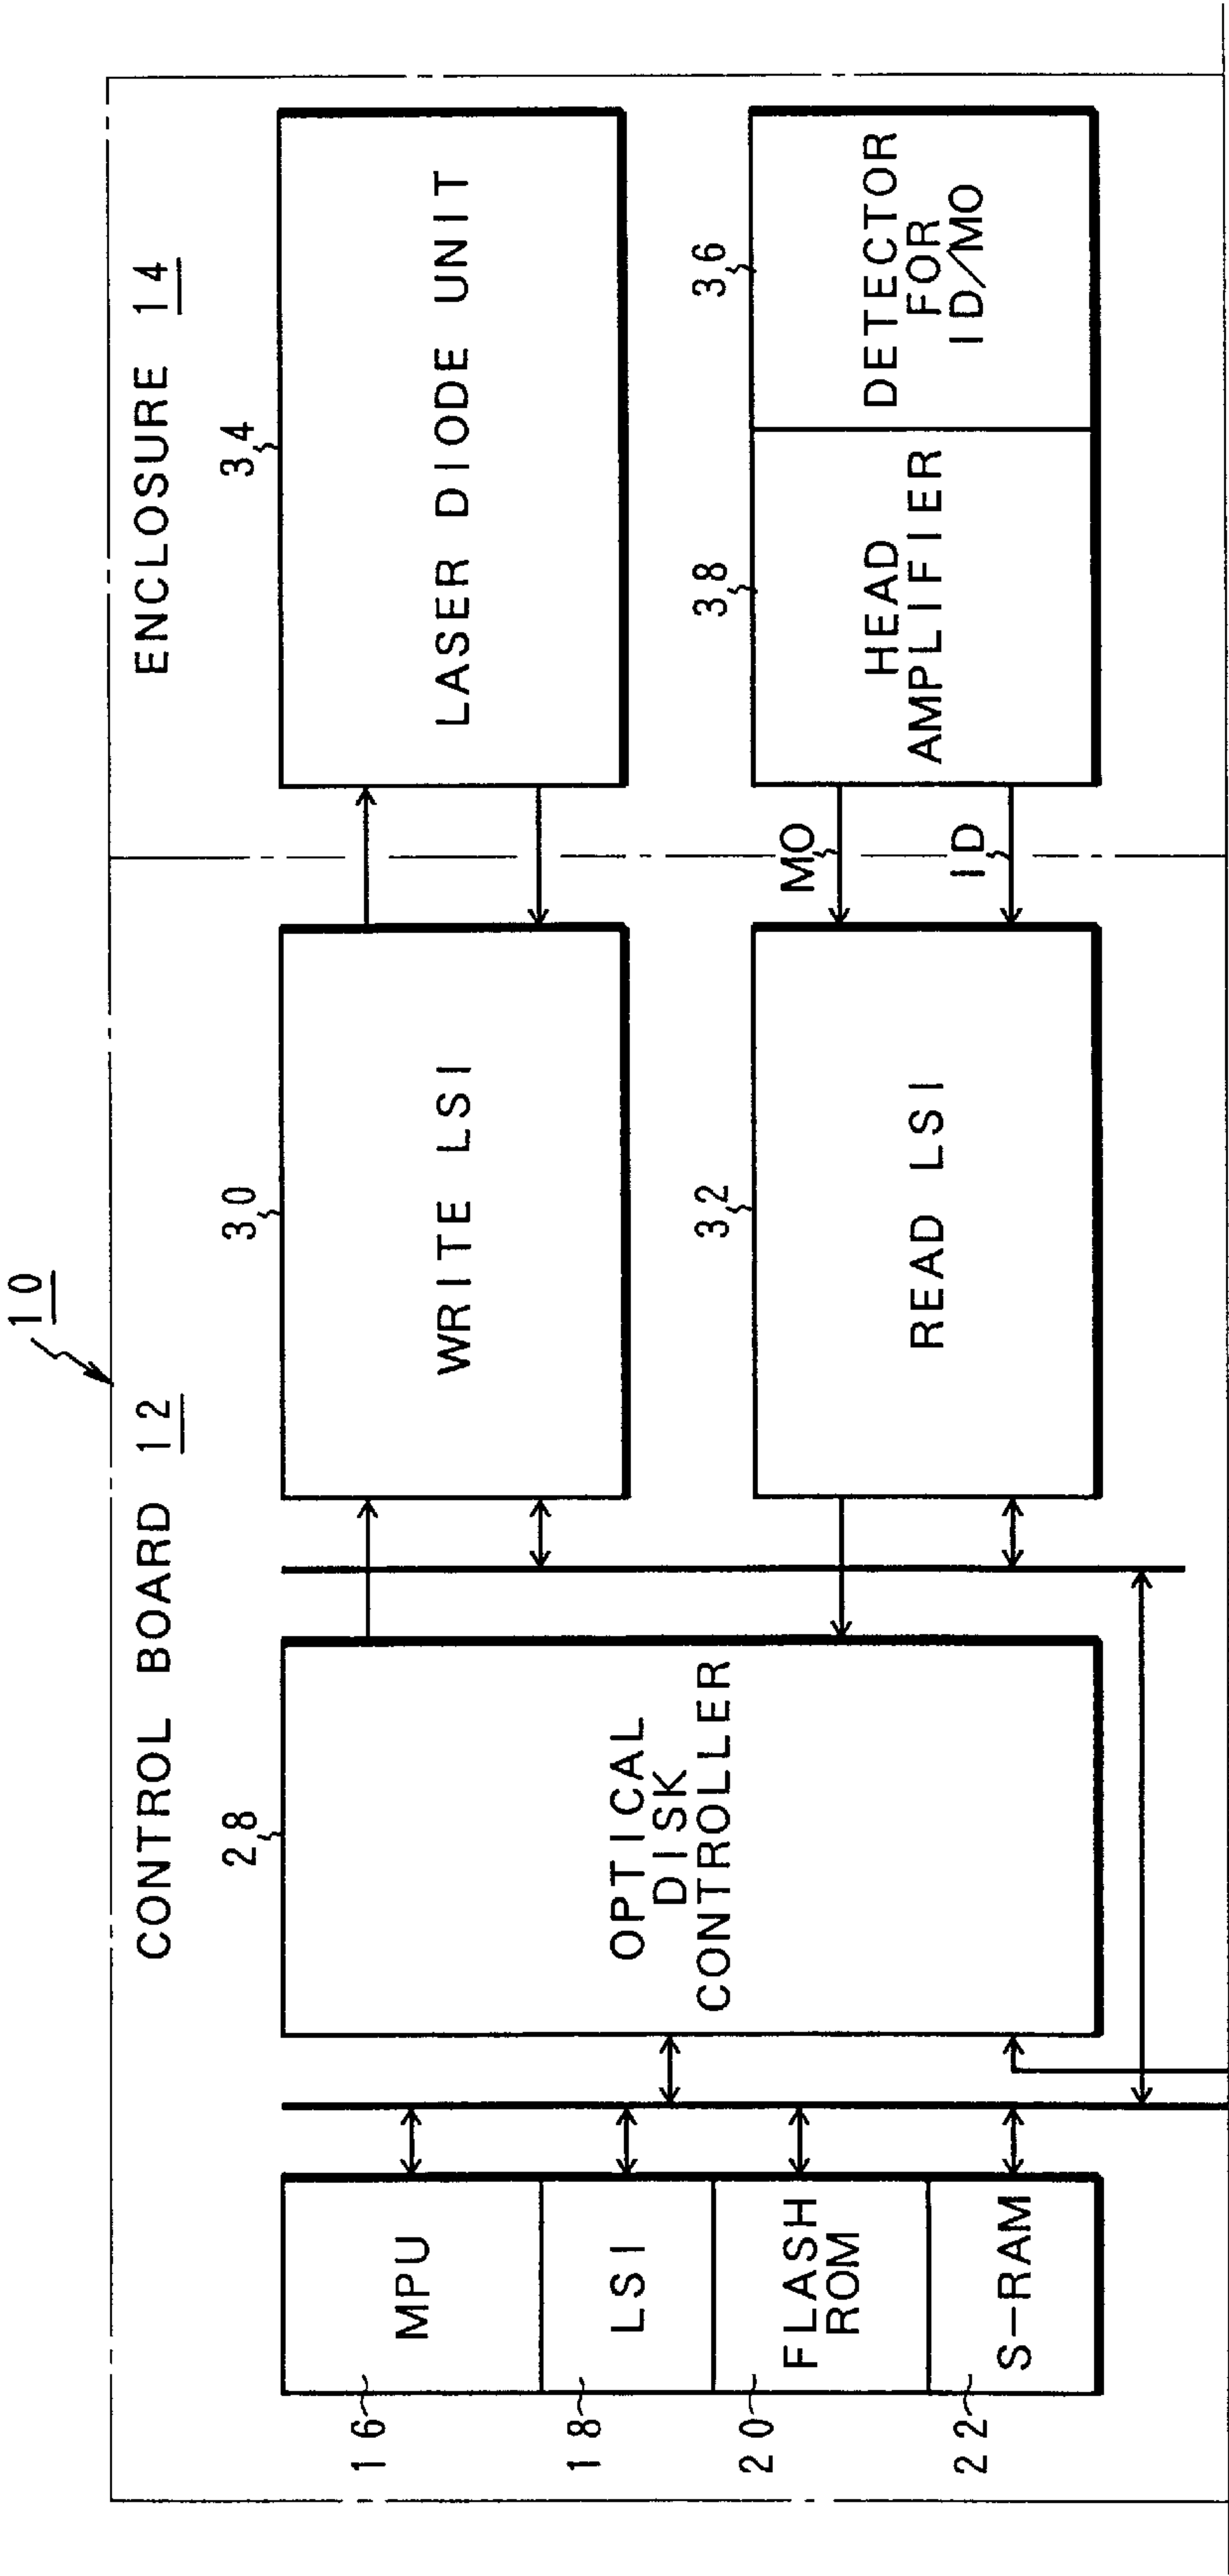 10
CONTROL BOARD 12
ENCLOSURE 14
28
30
34
16
MPU
18
LSI
20
FLASH
ROM
22
S-RAM
OPTICAL
DISK
CONTROLLER
WRITE LSI
LASER DIODE UNIT
32
READ LSI
MO
ID
38
HEAD
AMPLIFIER
36
DETECTOR
FOR
ID/MO